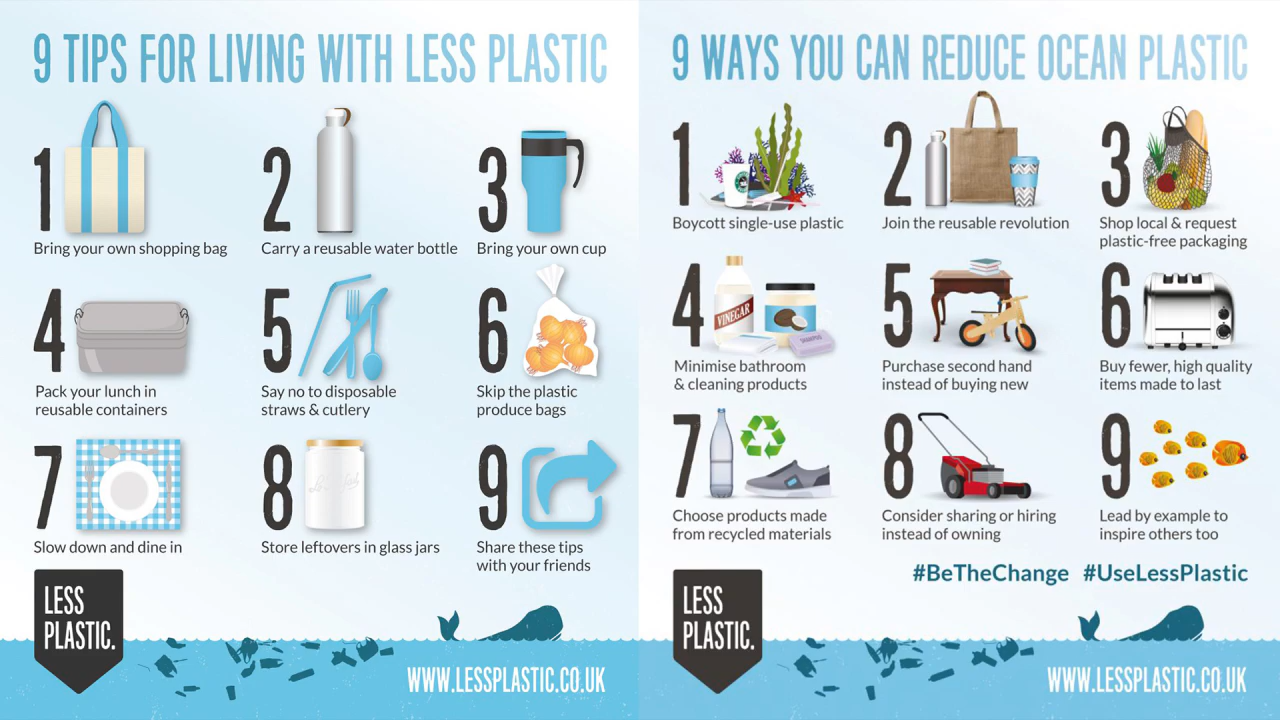 9 TIPS FOR LIVING WITH LESS PLASTIC
1
Bring your own shopping bag
2
Carry a reusable water bottle
3
Bring your own cup
4
Pack your lunch in
reusable containers
5
Say no to disposable
straws & cutlery
6
Skip the plastic
produce bags
7
Slow down and dine in
8
Store leftovers in glass jars
9
Share these tips
with your friends
LESS
PLASTIC.
WWW.LESSPLASTIC.CO.UK
9 WAYS YOU CAN REDUCE OCEAN PLASTIC
1
Boycott single-use plastic
2
Join the reusable revolution
3
Shop local & request
plastic-free packaging
4
VINEGAR
SHAMPOO
Minimise bathroom
& cleaning products
5
Purchase second hand
instead of buying new
6
Buy fewer, high quality
items made to last
7
Choose products made
from recycled materials
8
Consider sharing or hiring
instead of owning
9
Lead by example to
inspire others too
#BeTheChange #UseLessPlastic
LESS
PLASTIC.
WWW.LESSPLASTIC.CO.UK